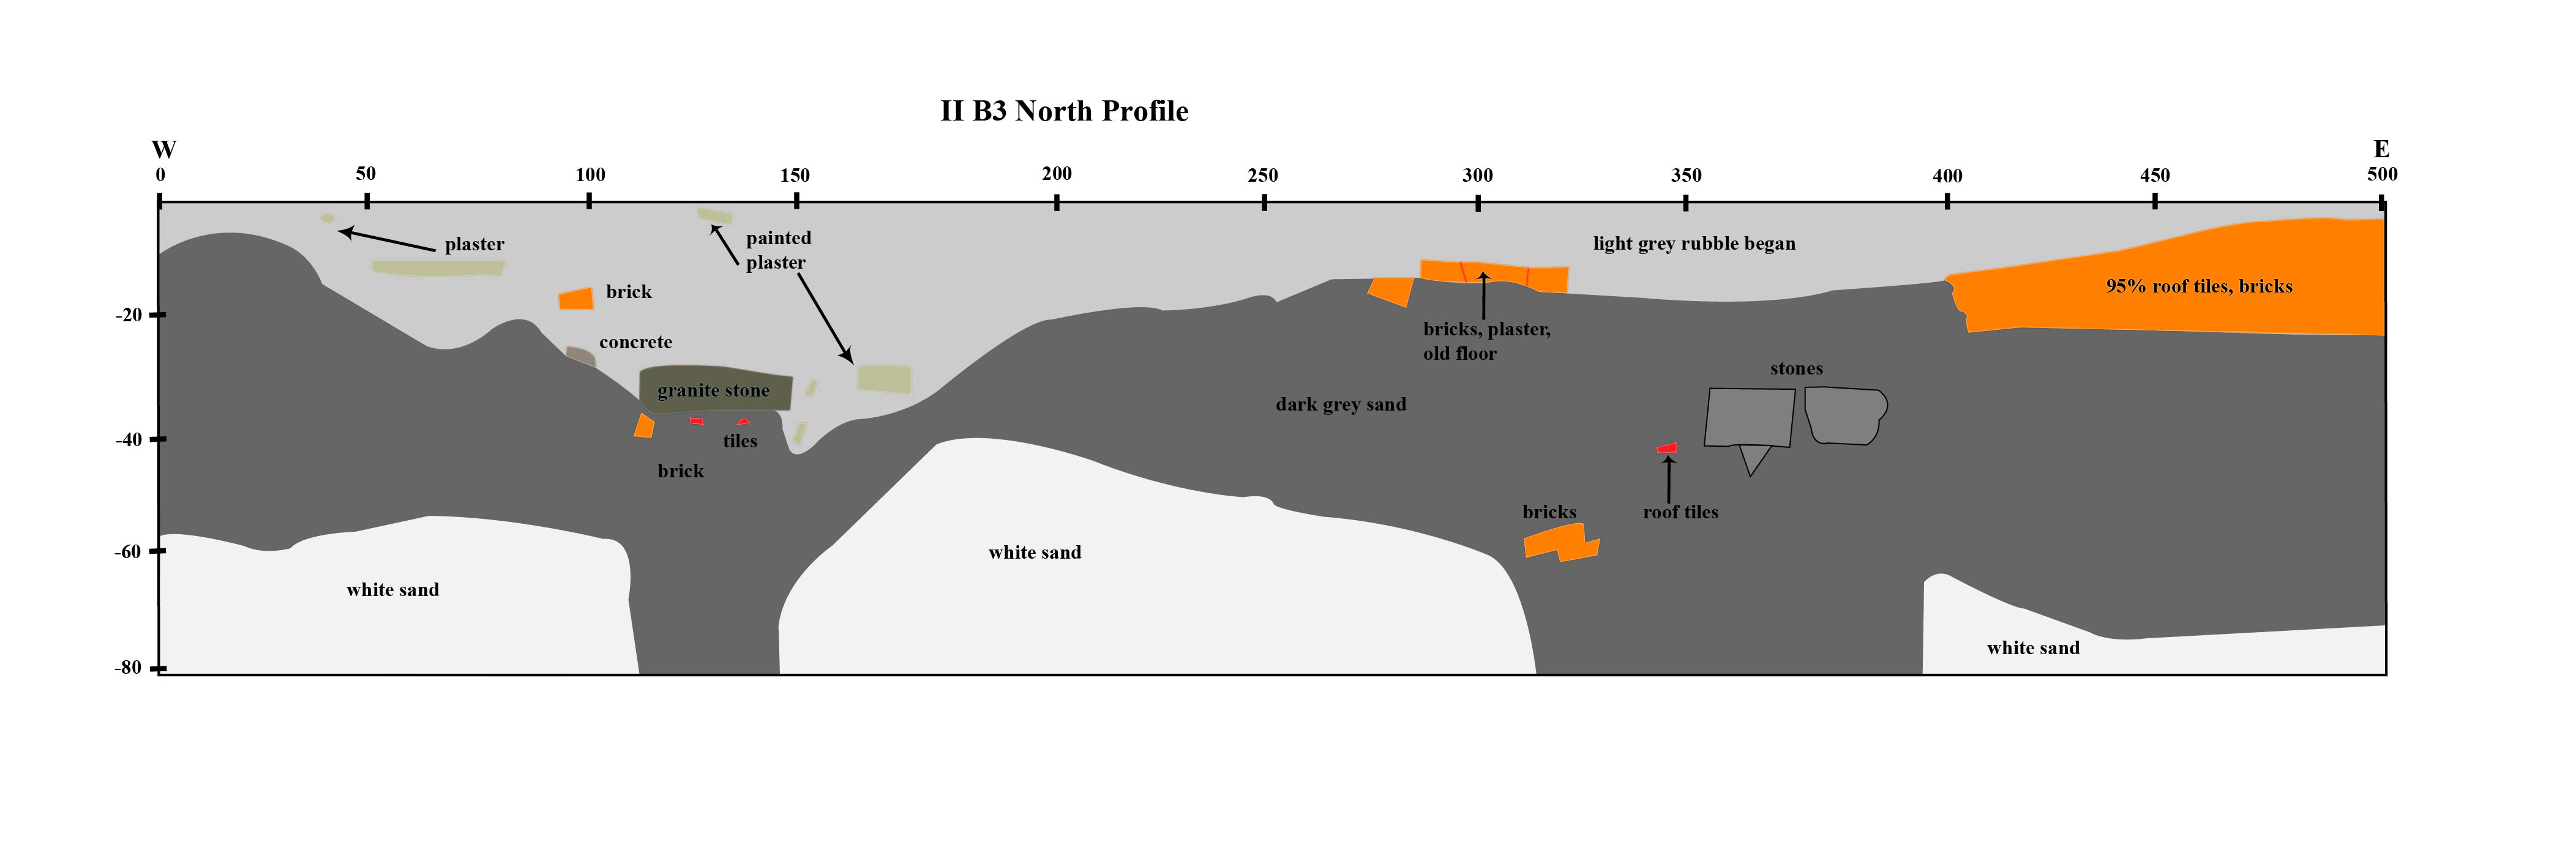 II B3 North Profile
W
E
0
50
100
150
200
250
300
350
400
450
500
plaster
painted
plaster
light grey rubble began
brick
95% roof tiles, bricks
-20
bricks, plaster,
old floor
concrete
stones
granite stone
dark grey sand
-40
tiles
brick
bricks
roof tiles
-60
white sand
white sand
white sand
-80